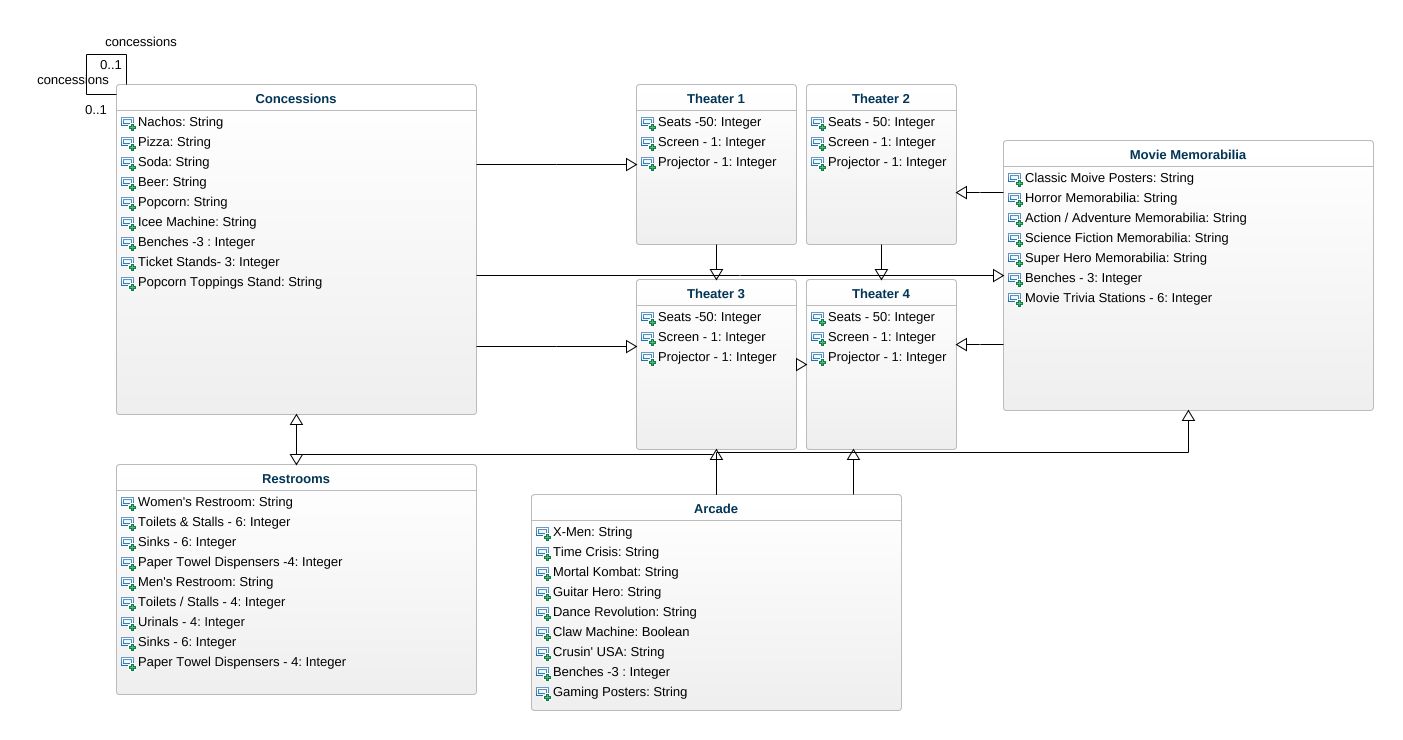 concessions
0..1
concessions
0..1
Concessions
Nachos: String
Pizza: String
Soda: String
Beer: String
Popcorn: String
Icee Machine: String
Benches -3 : Integer
Ticket Stands- 3: Integer
Popcorn Toppings Stand: String
Theater 1
Seats -50: Integer
Screen - 1: Integer
Projector - 1: Integer
Theater 2
Seats - 50: Integer
Screen - 1: Integer
Projector - 1: Integer
Movie Memorabilia
Classic Moive Posters: String
Horror Memorabilia: String
Action / Adventure Memorabilia: String
Science Fiction Memorabilia: String
Super Hero Memorabilia: String
Benches - 3: Integer
Movie Trivia Stations - 6: Integer
Theater 3
Seats -50: Integer
Screen - 1: Integer
Projector - 1: Integer
Theater 4
Seats - 50: Integer
Screen - 1: Integer
Projector - 1: Integer
Restrooms
Women's Restroom: String
Toilets & Stalls - 6: Integer
Sinks - 6: Integer
Paper Towel Dispensers -4: Integer
Men's Restroom: String
Toilets / Stalls - 4: Integer
Urinals - 4: Integer
Sinks - 6: Integer
Paper Towel Dispensers - 4: Integer
Arcade
X-Men: String
Time Crisis: String
Mortal Kombat: String
Guitar Hero: String
Dance Revolution: String
Claw Machine: Boolean
Crusin' USA: String
Benches -3 : Integer
Gaming Posters: String